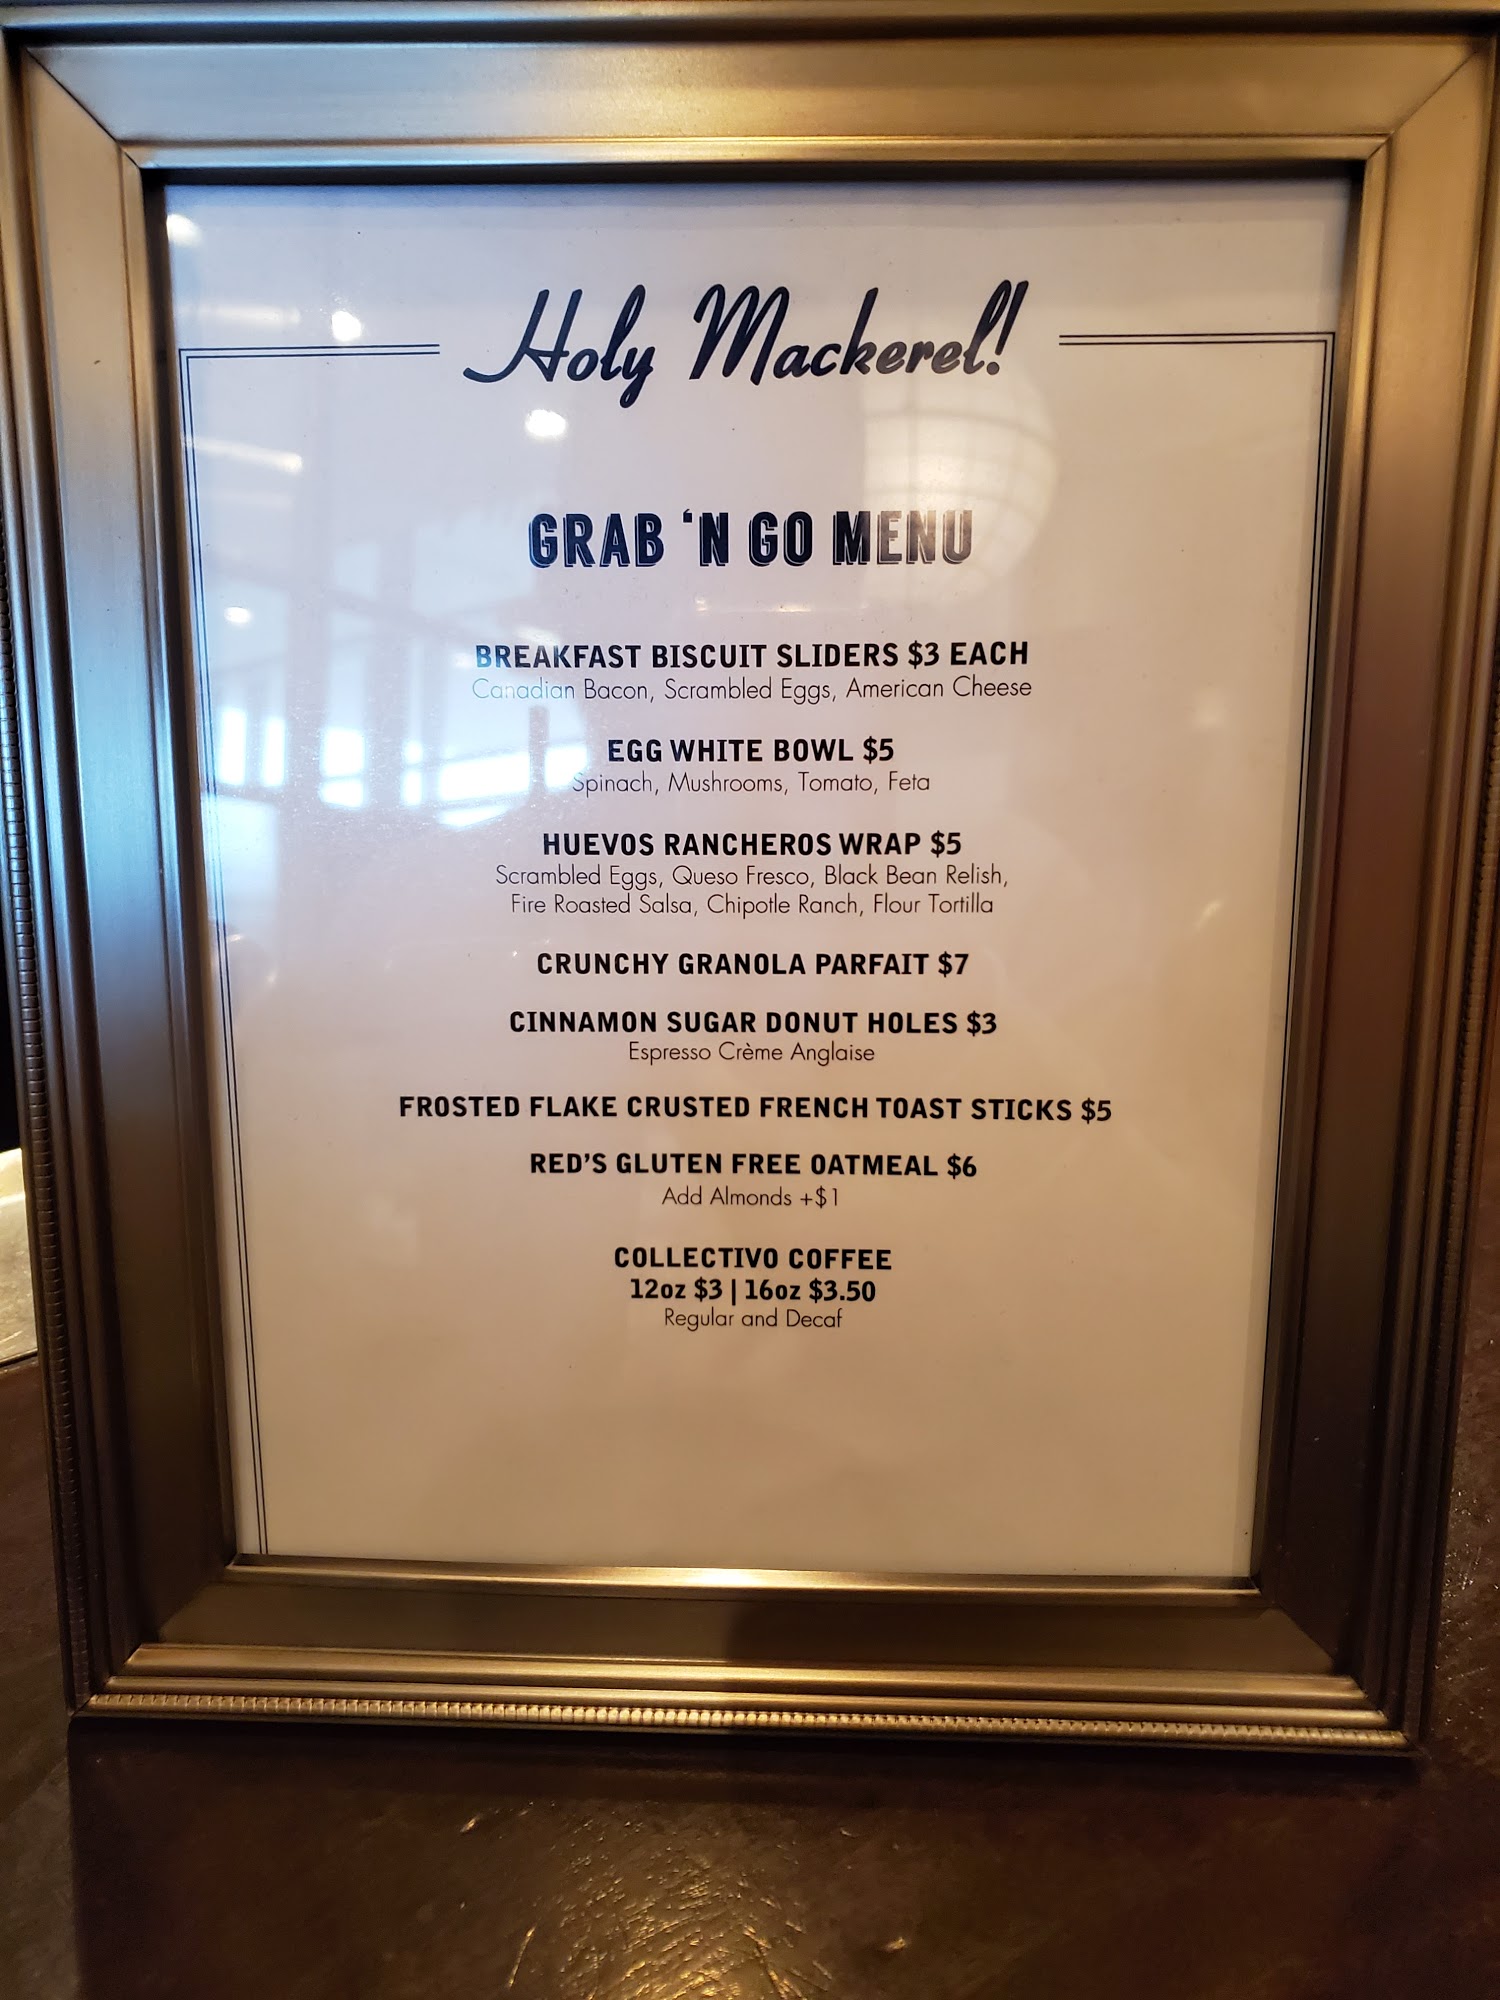 Holy Mackerel!
GRAB 'N GO MENU
BREAKFAST BISCUIT SLIDERS $3 EACH
Canadian Bacon, Scrambled Eggs, American Cheese
EGG WHITE BOWL $5
Spinach, Mushrooms, Tomato, Feta
HUEVOS RANCHEROS WRAP $5
Scrambled Eggs, Queso Fresco, Black Bean Relish,
Fire Roasted Salsa, Chipotle Ranch, Flour Tortilla
CRUNCHY GRANOLA PARFAIT $7
CINNAMON SUGAR DONUT HOLES $3
Espresso Crème Anglaise
FROSTED FLAKE CRUSTED FRENCH TOAST STICKS $5
RED'S GLUTEN FREE OATMEAL $6
Add Almonds +$1
COLLECTIVO COFFEE
12oz $3 | 16oz $3.50
Regular and Decaf